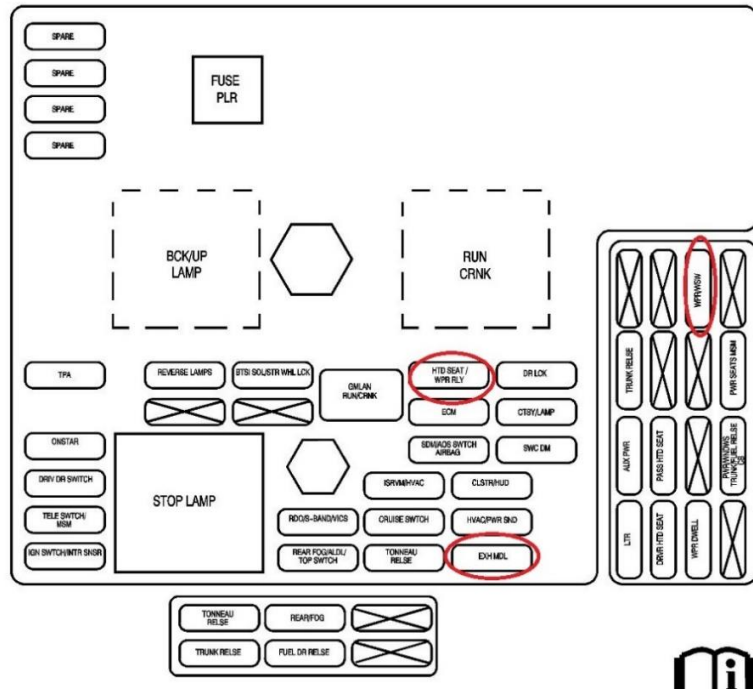 SPARE
SPARE
SPARE
SPARE
FUSE
PLR
BCK/UP
LAMP
RUN
CRNK
TPA
REVERSE LAMPS
BTSI SOL/STR WHL LCK
GMLAN
RUN/CRNK
HTD SEAT /
WPR RLY
DR LCK
ECM
CTSY/LAMP
ONSTAR
SDM/AOS SWTCH
AIRBAG
SWC DM
DRIV DR SWITCH
STOP LAMP
ISRVM/HVAC
CLSTR/HUD
TELE SWTCH/
MSM
RDO/S-BAND/VICS
CRUISE SWTCH
HVAC/PWR SND
IGN SWTCH/INTR SNSR
REAR FOG/ALDL/
TOP SWTCH
TONNEAU
RELSE
EXH MDL
WPR/WSW
TRUNK RELSE
PWR SEATS MSM
AUX PWR
PASS HTD SEAT
PWR/WINDOWS
TRUNK/FUEL RELSE
LTR
DRVR HTD SEAT
WPR DWELL
TONNEAU
RELSE
REAR/FOG
TRUNK RELSE
FUEL DR RELSE
i